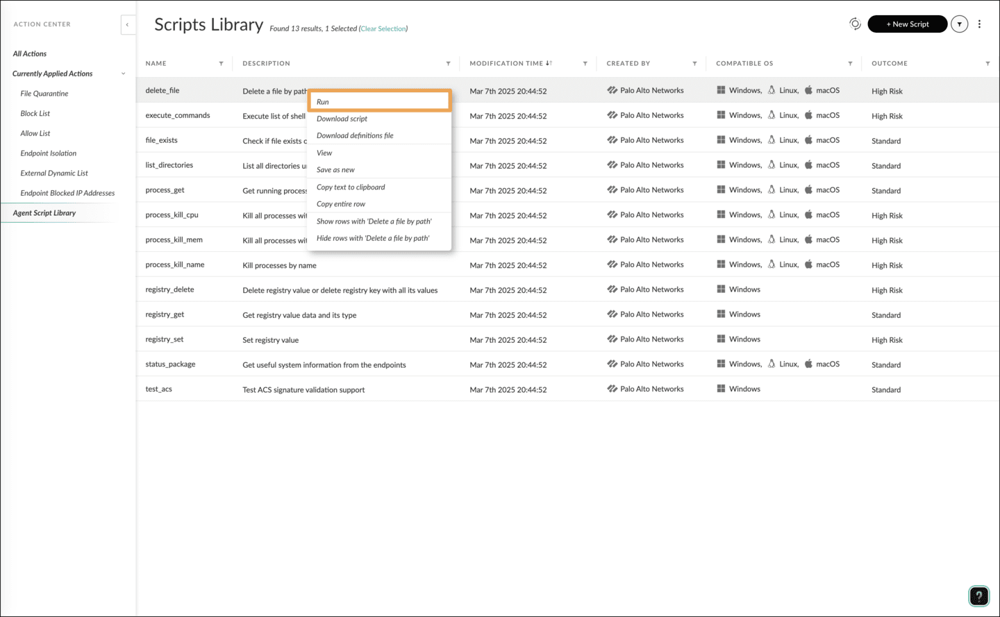 ACTION CENTER
All Actions
Currently Applied Actions
File Quarantine
Block List
Allow List
Endpoint Isolation
External Dynamic List
Endpoint Blocked IP Addresses
Agent Script Library
Scripts Library Found 13 results, 1 Selected (Clear Selection)
+ New Script
NAME DESCRIPTION MODIFICATION TIME CREATED BY COMPATIBLE OS OUTCOME
delete_file Delete a file by path Mar 7th 2025 20:44:52 Palo Alto Networks Windows, Linux, macOS High Risk
execute_commands Execute list of shell Mar 7th 2025 20:44:52 Palo Alto Networks Windows, Linux, macOS High Risk
file_exists Check if file exists Mar 7th 2025 20:44:52 Palo Alto Networks Windows, Linux, macOS Standard
list_directories List all directories Mar 7th 2025 20:44:52 Palo Alto Networks Windows, Linux, macOS Standard
process_get Get running Mar 7th 2025 20:44:52 Palo Alto Networks Windows, Linux, macOS Standard
process_kill_cpu Kill all processes Mar 7th 2025 20:44:52 Palo Alto Networks Windows, Linux, macOS High Risk
process_kill_mem Kill all processes Mar 7th 2025 20:44:52 Palo Alto Networks Windows, Linux, macOS High Risk
process_kill_name Kill processes by name Mar 7th 2025 20:44:52 Palo Alto Networks Windows, Linux, macOS High Risk
registry_delete Delete registry value or delete registry key with all its values Mar 7th 2025 20:44:52 Palo Alto Networks Windows High Risk
registry_get Get registry value data and its type Mar 7th 2025 20:44:52 Palo Alto Networks Windows Standard
registry_set Set registry value Mar 7th 2025 20:44:52 Palo Alto Networks Windows High Risk
status_package Get useful system information from the endpoints Mar 7th 2025 20:44:52 Palo Alto Networks Windows, Linux, macOS Standard
test_acs Test ACS signature validation support Mar 7th 2025 20:44:52 Palo Alto Networks Windows Standard
Run
Download script
Download definitions file
View
Save as new
Copy text to clipboard
Copy entire row
Show rows with 'Delete a file by path'
Hide rows with 'Delete a file by path'
?